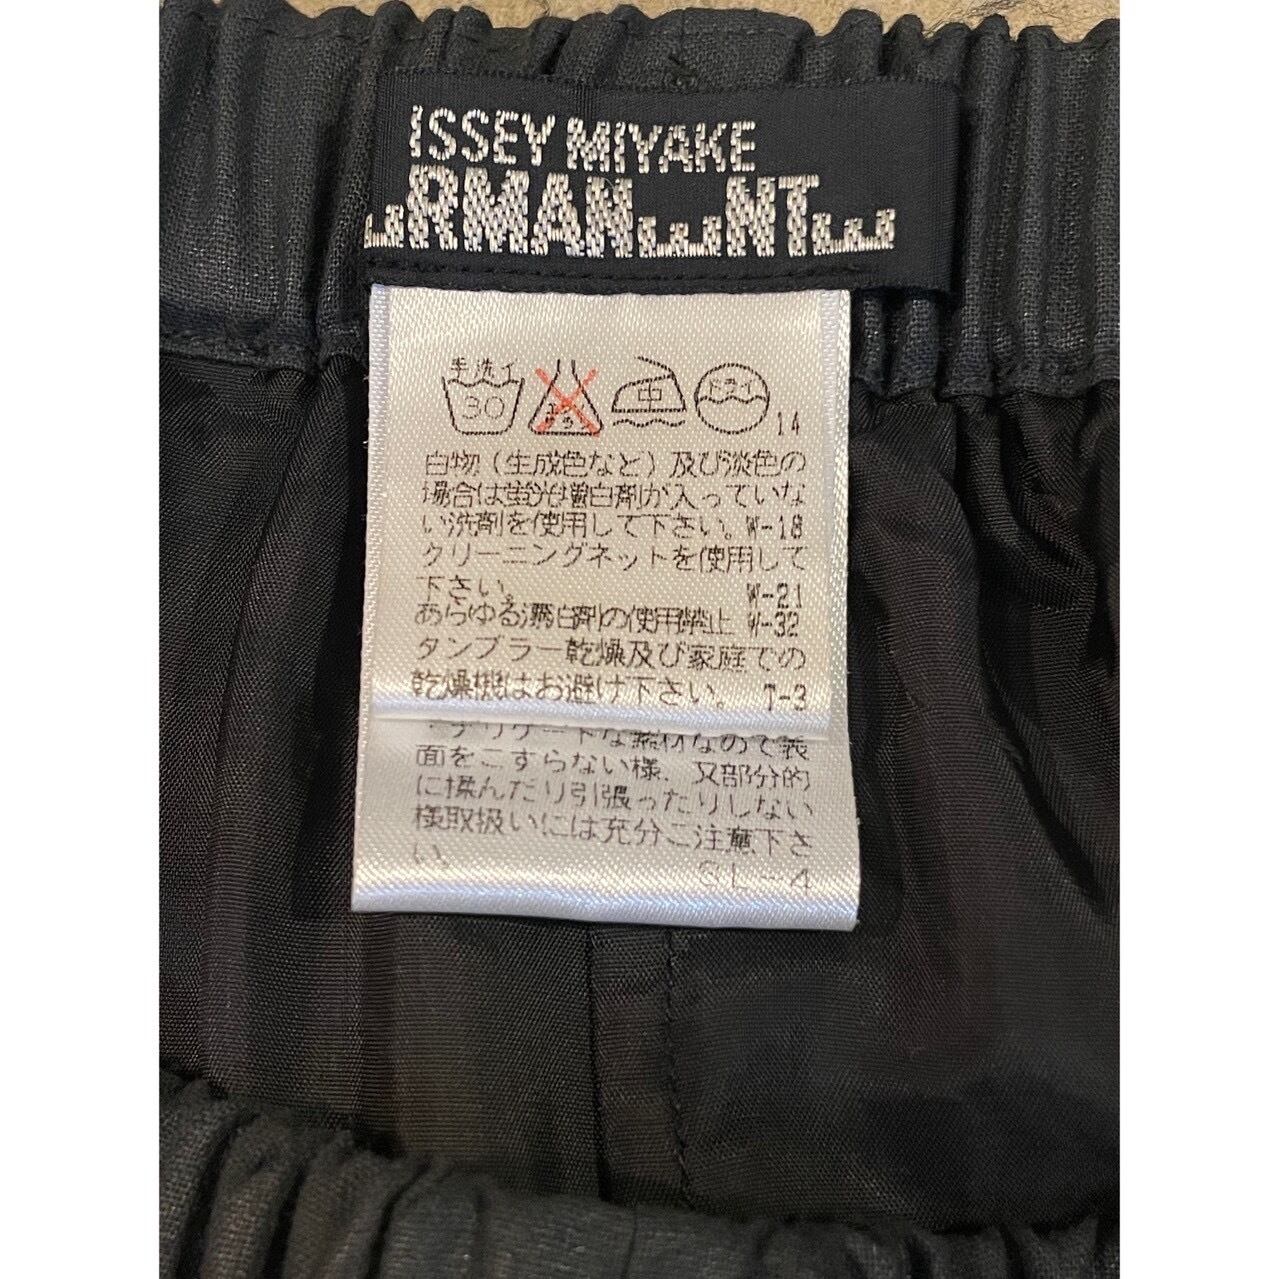 ISSEY MIYAKE
PERMANENTE
手洗イ
30
エンソサラシ
中
ドライ
14
白物(生成色など)及び淡色の
場合は蛍光増白剤が入っていな
い洗剤を使用して下さい。W-18
クリーニングネットを使用して
下さい。 W-21
あらゆる漂白剤の使用禁止 W-32
タンブラー乾燥及び家庭での
乾燥機はお避け下さい。 T-3
・デリケートな素材なので表
面をこすらない様、又部分的
に揉んだり引張ったりしない
様取扱いには充分ご注意下さ
い。 SL-4